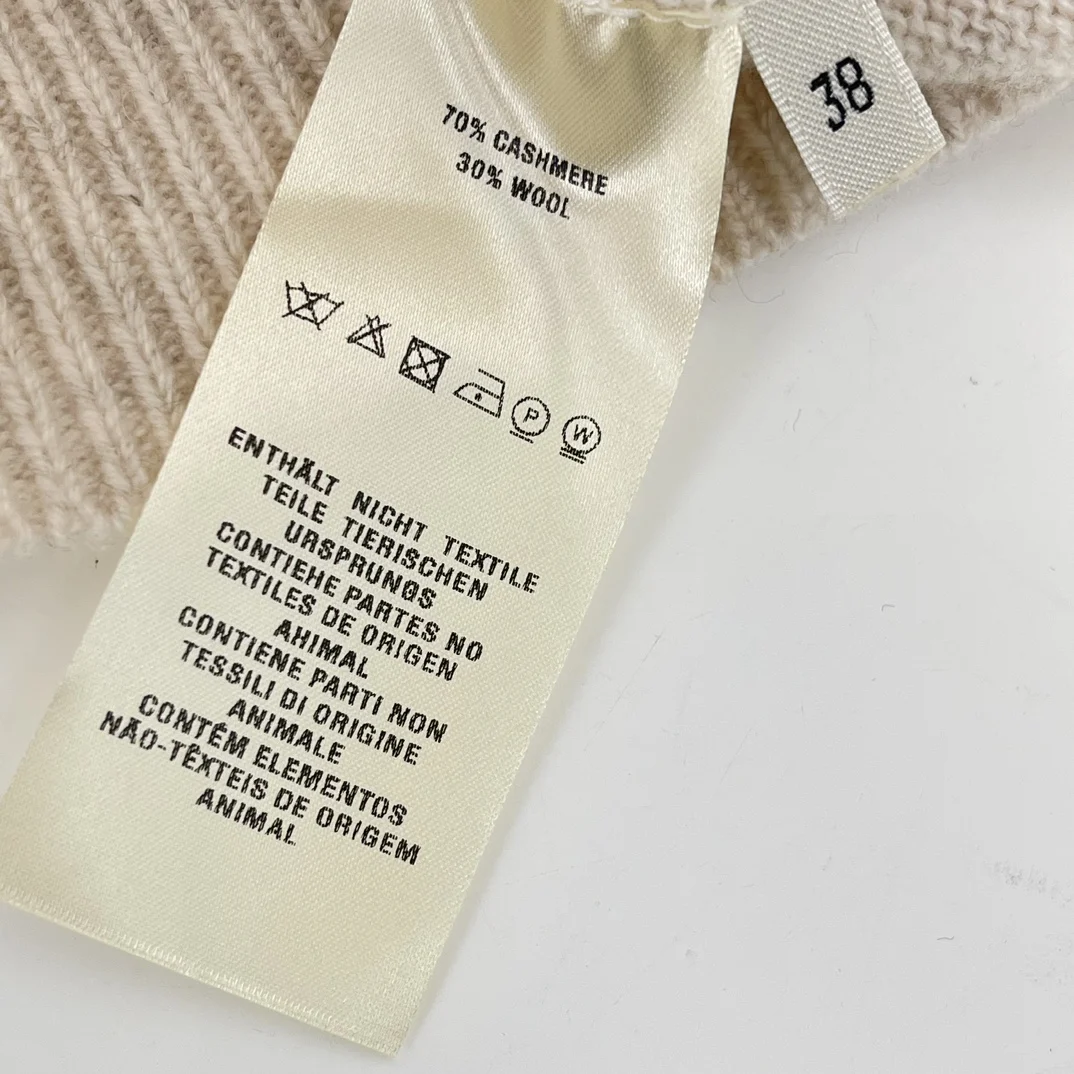 70% CASHMERE
30% WOOL
38
P
W
ENTHÄLT NICHT TEXTILE
TEILE TIERISCHEN
URSPRUNGS
CONTIEHE PARTES NO
TEXTILES DE ORIGEN
AHIMAL
CONTIENE PARTI NON
TESSILI DI ORIGINE
ANIMALE
CONTÉM ELEMENTOS
NÃO-TÊXTEIS DE ORIGEM
ANIMAL